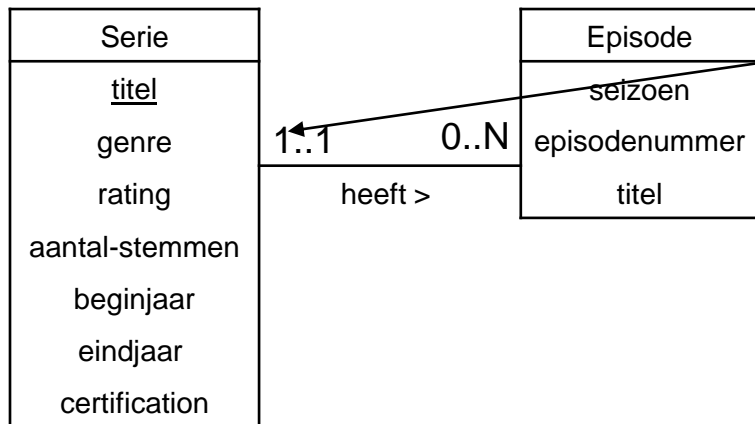 Serie
titel
genre
rating
aantal-stemmen
beginjaar
eindjaar
certification
1..1
0..N
heeft >
Episode
seizoen
episodenummer
titel